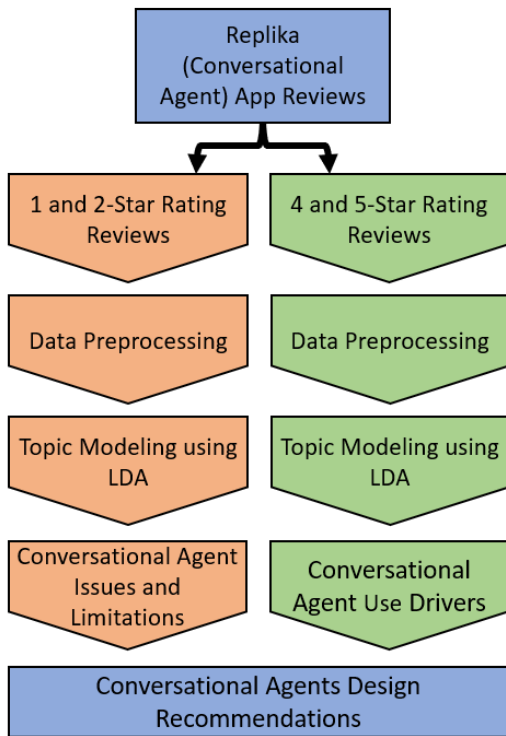 Replika
(Conversational
Agent) App Reviews
1 and 2-Star Rating
Reviews
4 and 5-Star Rating
Reviews
Data Preprocessing
Data Preprocessing
Topic Modeling using
LDA
Topic Modeling using
LDA
Conversational Agent
Issues and
Limitations
Conversational
Agent Use Drivers
Conversational Agents Design
Recommendations